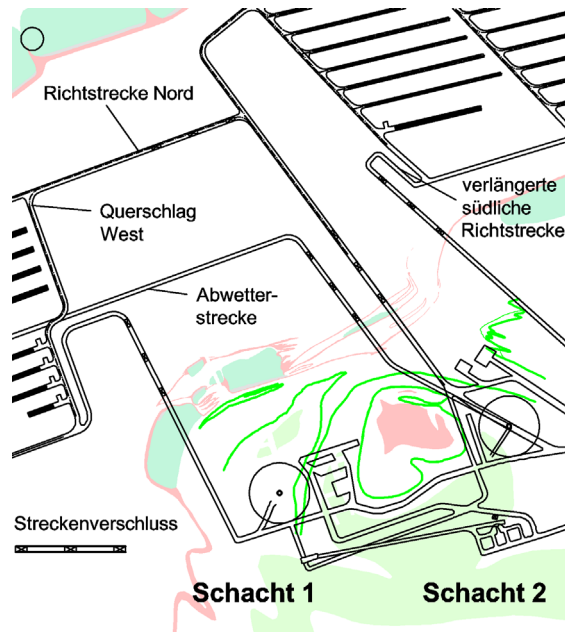 Richtstrecke Nord
verlängerte
südliche
Richtstrecke
Querschlag
West
Abwetter-
strecke
Streckenverschluss
Schacht 1
Schacht 2